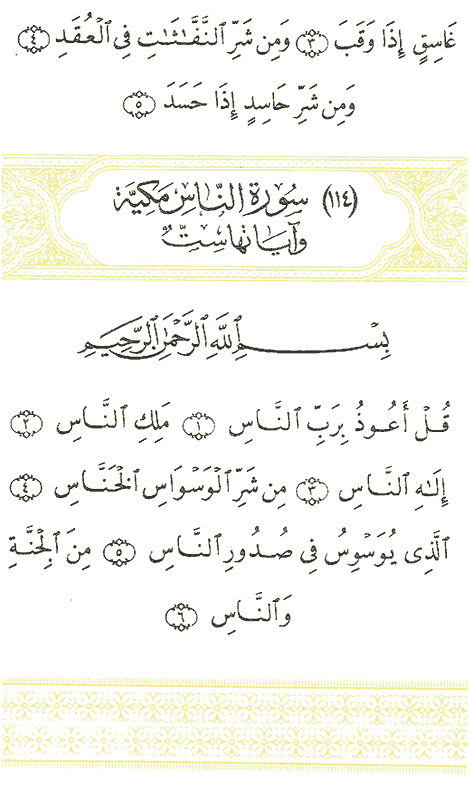 غَاسِقٍ إِذَا وَقَبَ ٣ وَمِن شَرِّ ٱلنَّفَّٰثَٰتِ فِى ٱلْعُقَدِ ٤
وَمِن شَرِّ حَاسِدٍ إِذَا حَسَدَ ٥
(١١٤) سُورَة النَّاسِ مَكِيَّة
وَآيَاتهَا سِتٌّ
بِسْمِ ٱللَّهِ ٱلرَّحْمَٰنِ ٱلرَّحِيمِ
قُلْ أَعُوذُ بِرَبِّ ٱلنَّاسِ ١ مَلِكِ ٱلنَّاسِ ٢
إِلَٰهِ ٱلنَّاسِ ٣ مِن شَرِّ ٱلْوَسْوَاسِ ٱلْخَنَّاسِ ٤
ٱلَّذِى يُوَسْوِسُ فِى صُدُورِ ٱلنَّاسِ ٥ مِنَ ٱلْجِنَّةِ
وَٱلنَّاسِ ٦